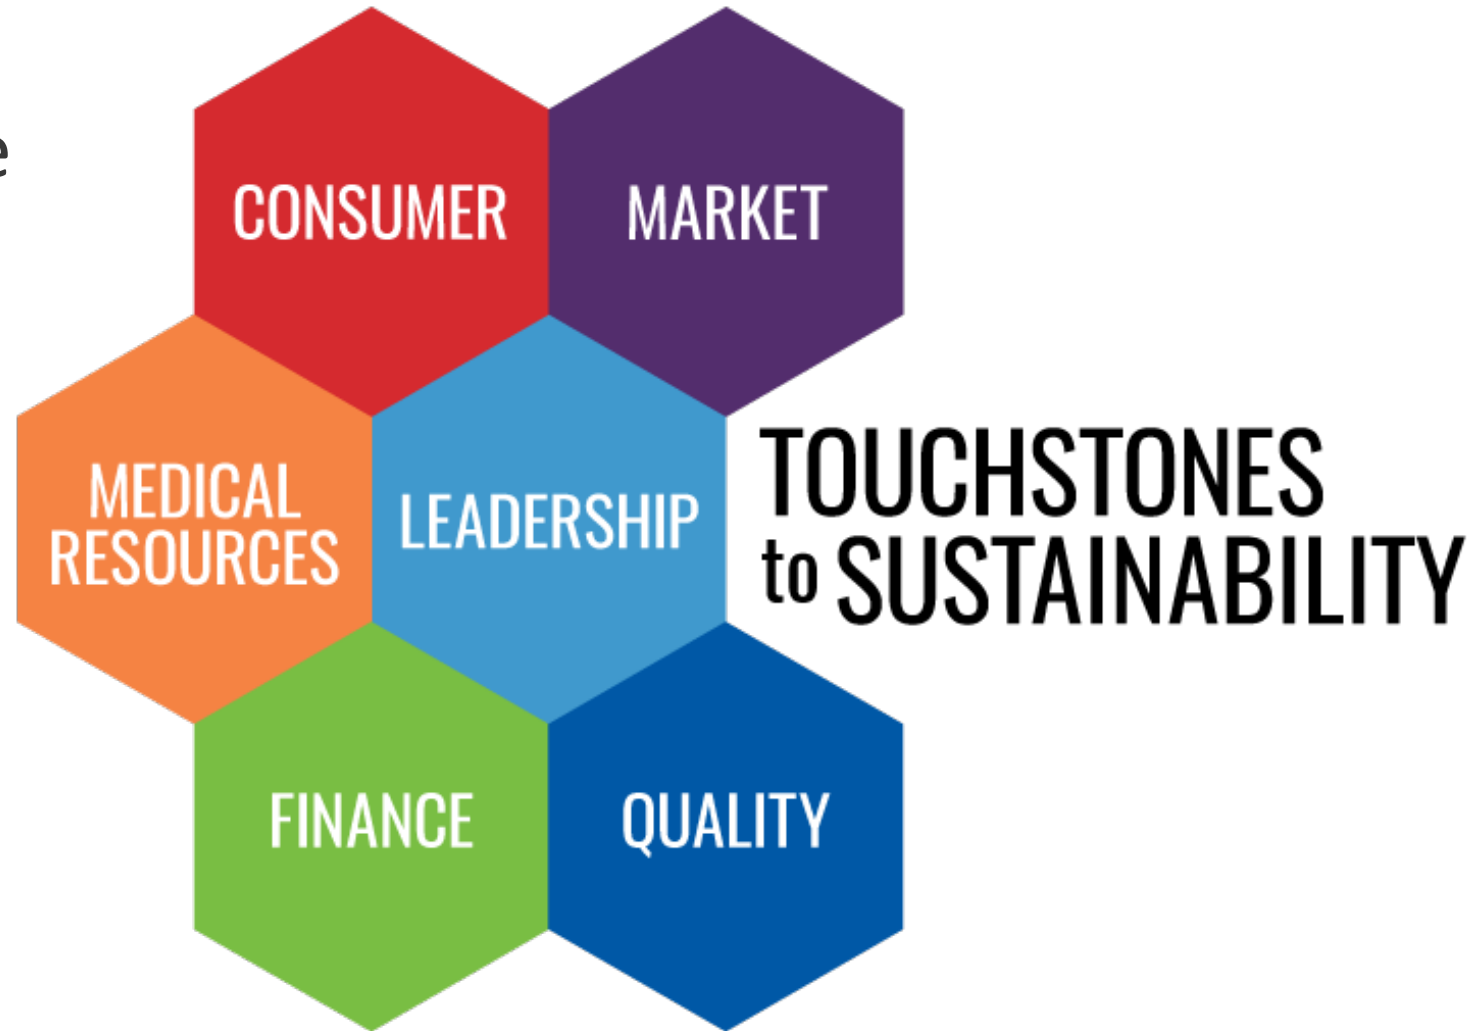 e
CONSUMER
MARKET
MEDICAL
RESOURCES
LEADERSHIP
TOUCHSTONES
to SUSTAINABILITY
FINANCE
QUALITY